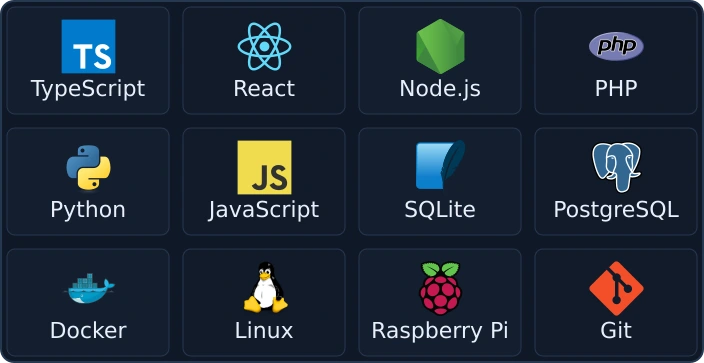 TS
TypeScript
React
Node.js
php
PHP
Python
JS
JavaScript
SQLite
PostgreSQL
Docker
Linux
Raspberry Pi
Git